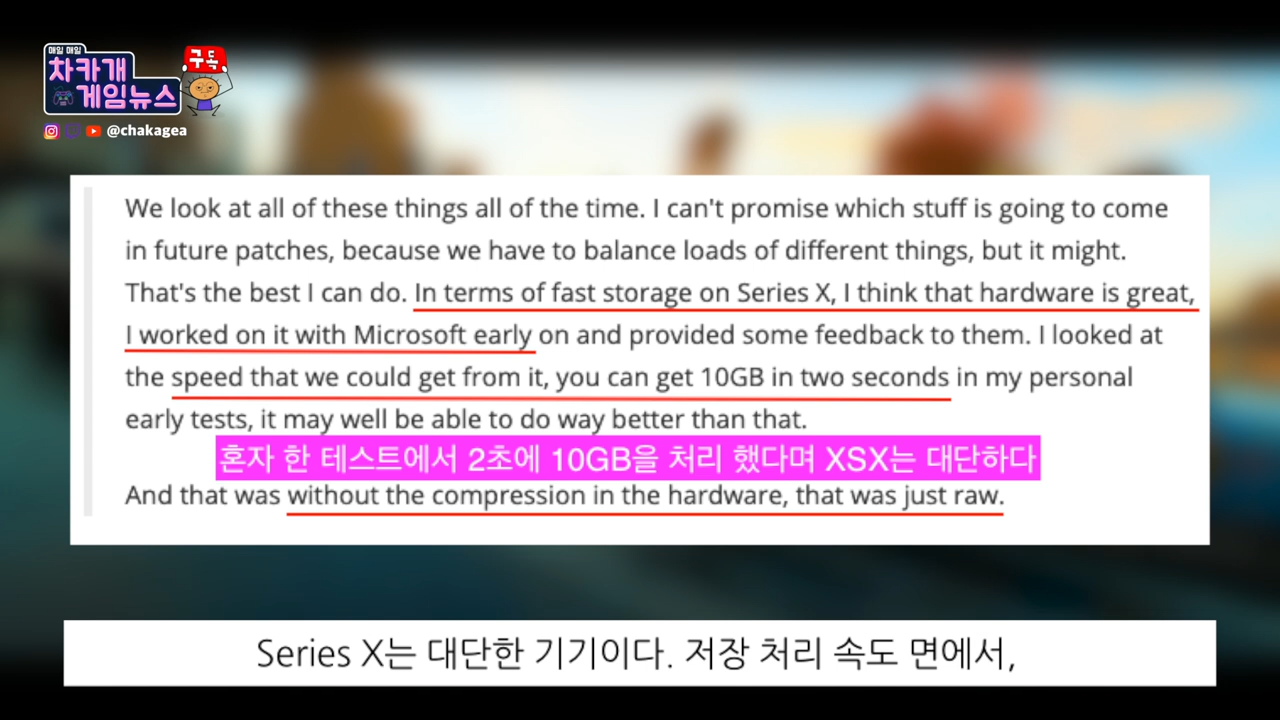 매일 매일
차카개
게임뉴스
구독
@chakagea
We look at all of these things all of the time. I can't promise which stuff is going to come
in future patches, because we have to balance loads of different things, but it might.
That's the best I can do. In terms of fast storage on Series X, I think that hardware is great,
I worked on it with Microsoft early on and provided some feedback to them. I looked at
the speed that we could get from it, you can get 10GB in two seconds in my personal
early tests, it may well be able to do way better than that.
혼자 한 테스트에서 2초에 10GB을 처리 했다며 XSX는 대단하다
And that was without the compression in the hardware, that was just raw.
Series X는 대단한 기기이다. 저장 처리 속도 면에서,